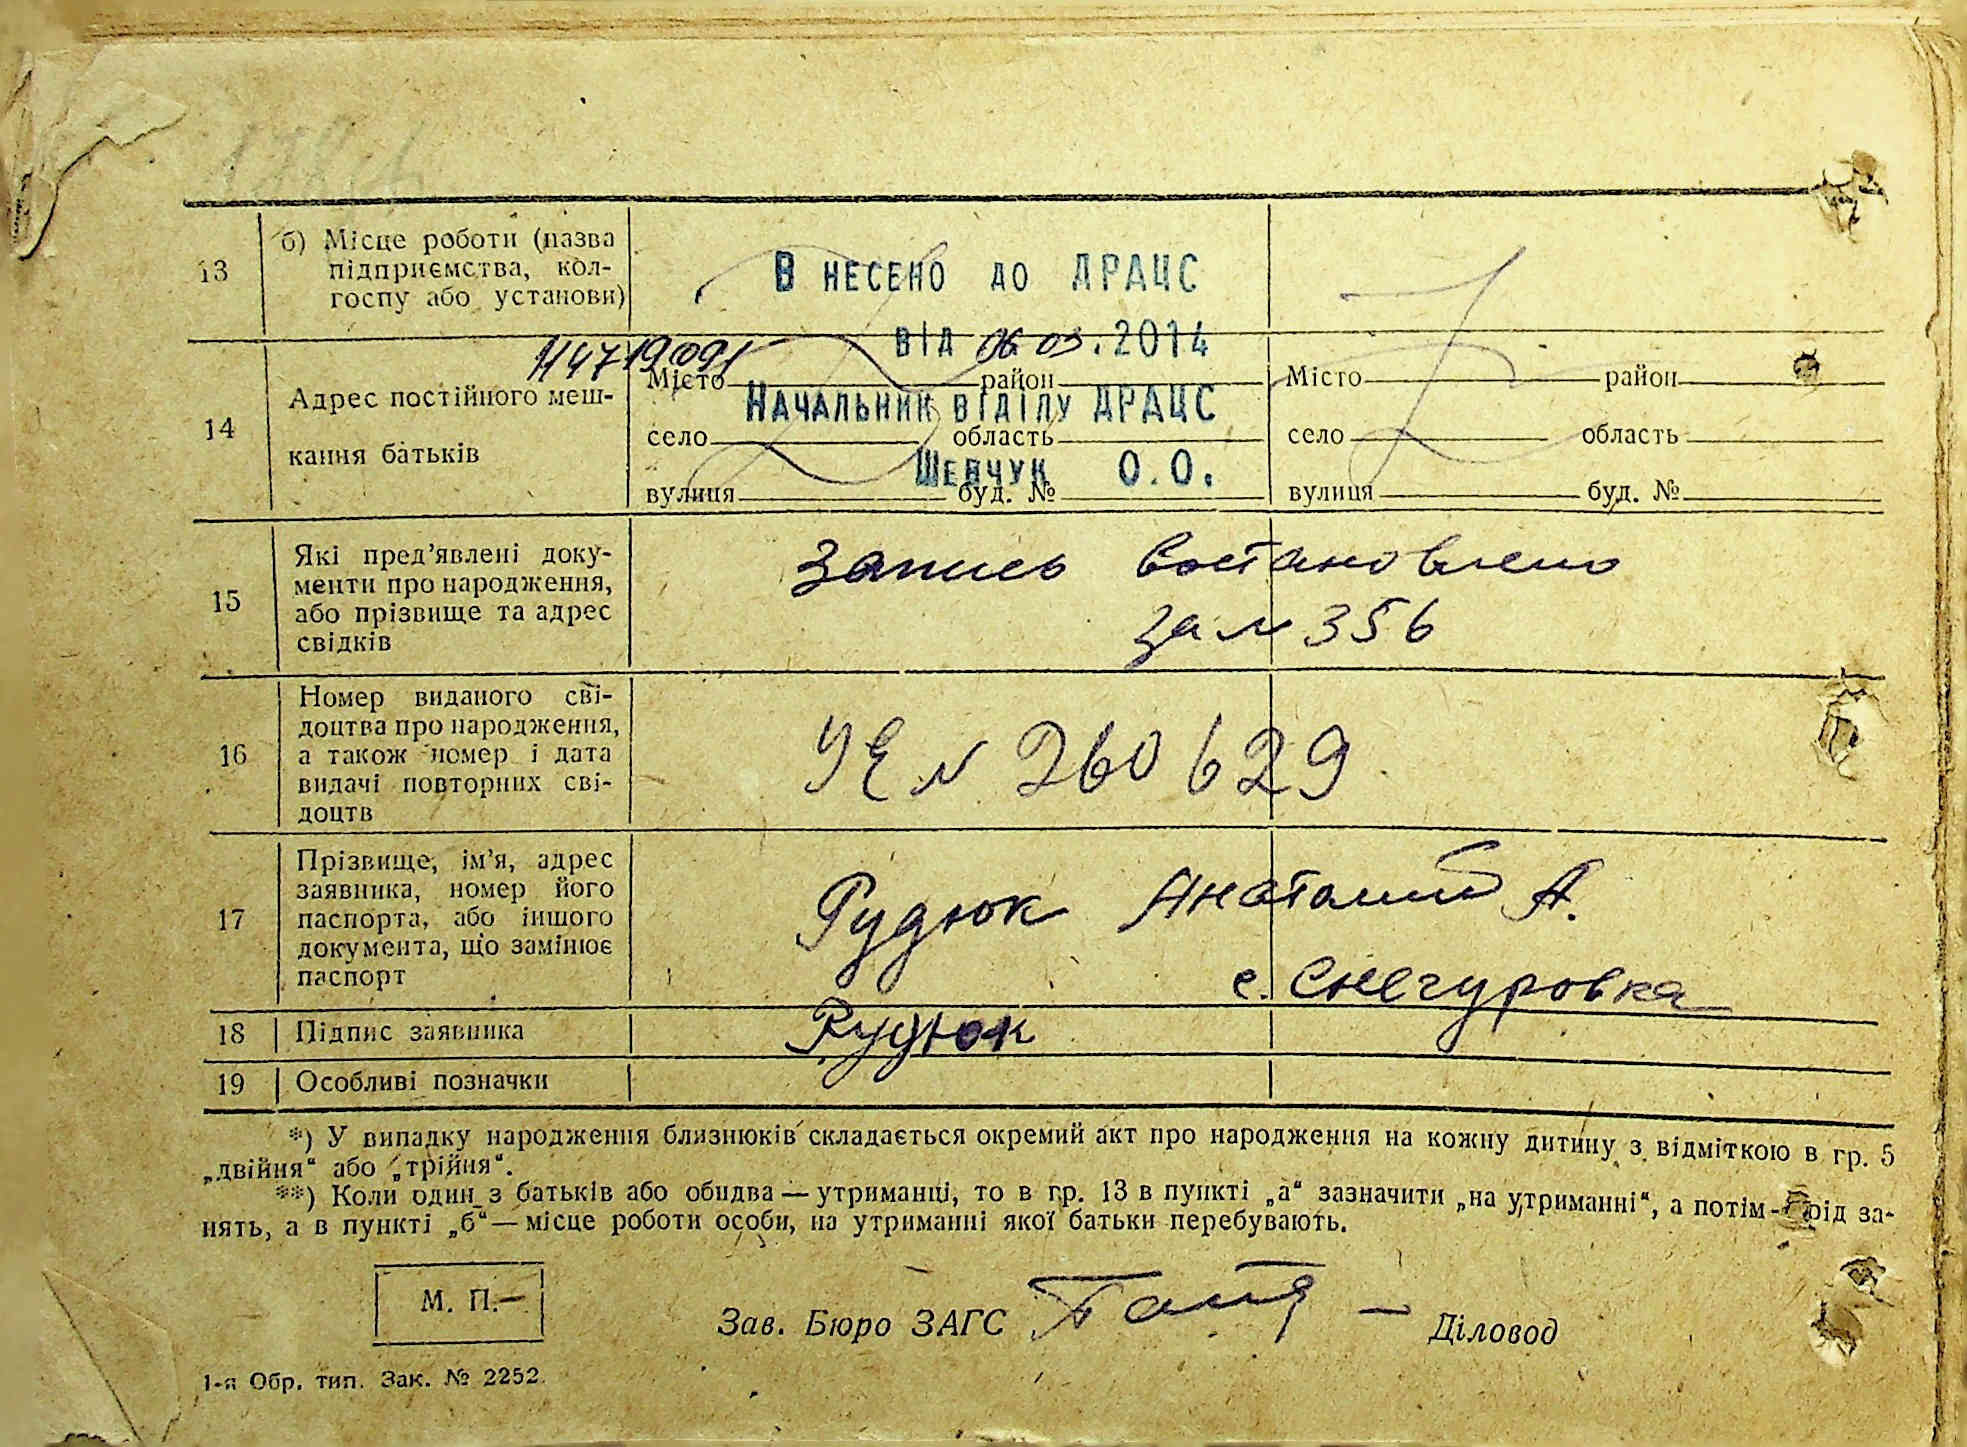 13
б) Місце роботи (назва
підприємства, кол-
госпу або установи)
В НЕСЕНО ДО ДРАЦС
ВІД 06 03.2014
НАЧАЛЬНИК ВІДІЛУ ДРАЦС
ШЕВЧУК О.О.
14
Адрес постійного меш-
кання батьків
Місто район
село область
вулиця буд. №
Місто район
село область
вулиця буд. №
15
Які пред’явлені доку-
менти про народження,
або прізвище та адрес
свідків
Запись востановлено
за № 356
16
Номер виданого сві-
доцтва про народження,
а також номер і дата
видачі повторних сві-
доцтв
УЕ № 260629
17
Прізвище, ім’я, адрес
заявника, номер його
паспорта, або іншого
документа, що замінює
паспорт
Рудюк Анатолий А.
с. Снегуровка
18 Підпис заявника
Рудюк
19 Особливі позначки
*) У випадку народження близнюків складається окремий акт про народження на кожну дитину з відміткою в гр. 5
„двійня“ або „трійня“.
**) Коли один з батьків або обидва — утриманці, то в гр. 13 в пункті „а“ зазначити „на утриманні“, а потім- рід за-
нять, а в пункті „б“ — місце роботи особи, на утриманні якої батьки перебувають.
М. П.
Зав. Бюро ЗАГС
Діловод
1-я Обр. тип. Зак. № 2252.